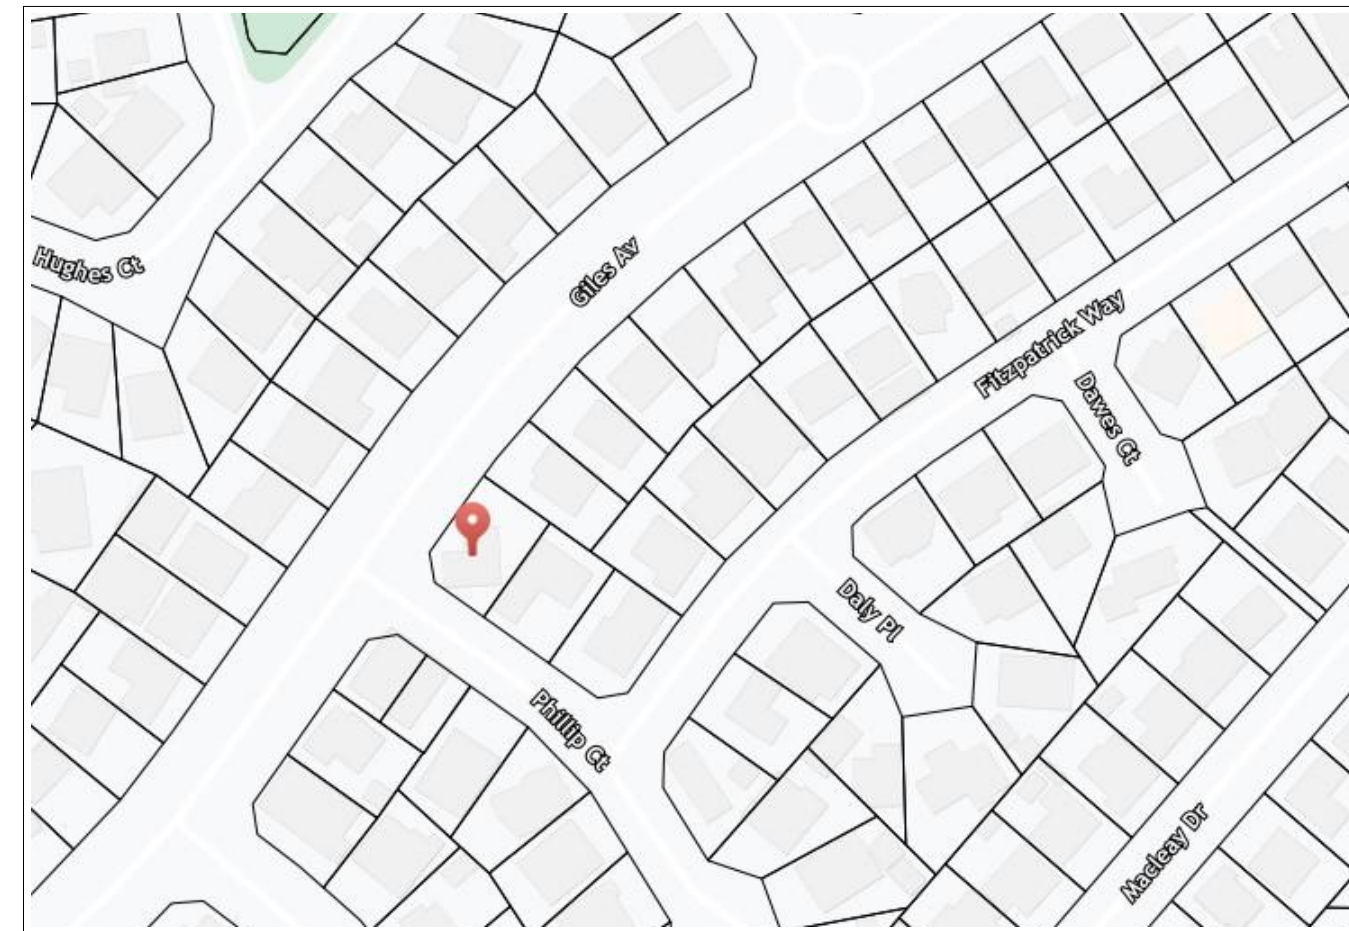 Hughes Ct
Giles Av
Fitzpatrick Way
Dawes Ct
Daly Pl
Phillip Ct
Macleay Dr